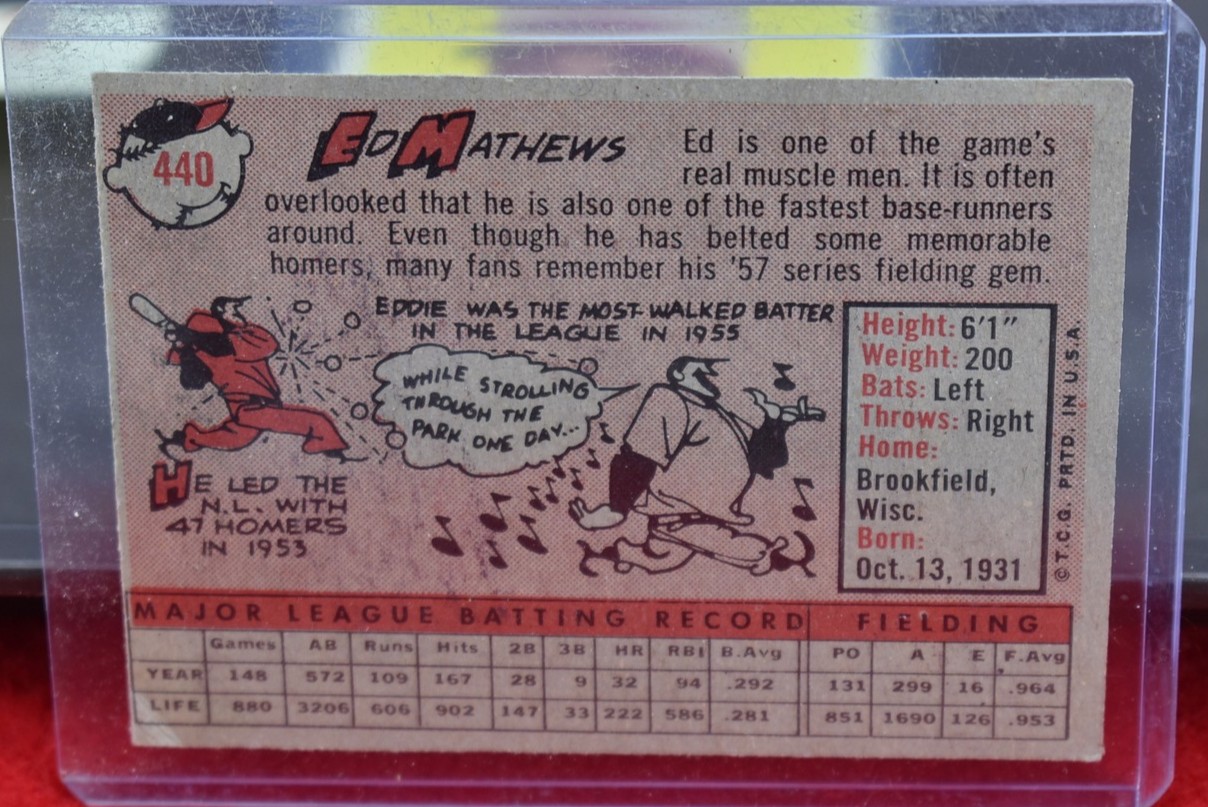 440
ED MATHEWS
Ed is one of the game's
real muscle men. It is often
overlooked that he is also one of the fastest base-runners
around. Even though he has belted some memorable
homers, many fans remember his '57 series fielding gem.
EDDIE WAS THE MOST WALKED BATTER
IN THE LEAGUE IN 1955
WHILE STROLLING
THROUGH THE
PARK ONE DAY...
HE LED THE
N.L. WITH
47 HOMERS
IN 1953
Height: 6'1"
Weight: 200
Bats: Left
Throws: Right
Home:
Brookfield,
Wisc.
Born:
Oct. 13, 1931
© T.C.G. PRTD. IN U.S.A.
MAJOR LEAGUE BATTING RECORD FIELDING
Games AB Runs Hits 2B 3B HR RBI B.Avg PO A E F.Avg
YEAR 148 572 109 167 28 9 32 94 .292 131 299 16 .964
LIFE 880 3206 606 902 147 33 222 586 .281 851 1690 126 .953